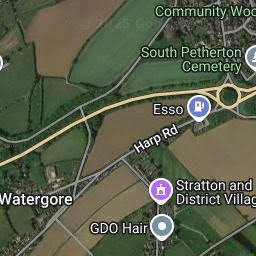 Community Woo
South Petherton
Cemetery
Esso
Harp Rd
Stratton and
District Villag
Watergore
GDO Hair